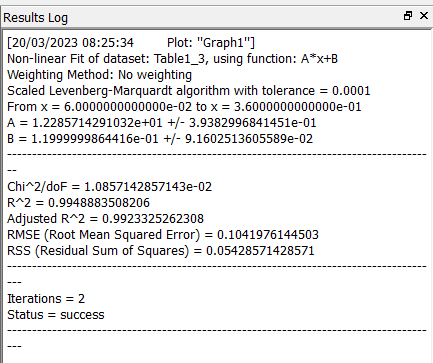 Results Log
[20/03/2023 08:25:34 Plot: "Graph1"]
Non-linear Fit of dataset: Table1_3, using function: A*x+B
Weighting Method: No weighting
Scaled Levenberg-Marquardt algorithm with tolerance = 0.0001
From x = 6.0000000000000e-02 to x = 3.6000000000000e-01
A = 1.2285714291032e+01 +/- 3.9382996841451e-01
B = 1.1999999864416e-01 +/- 9.1602513605589e-02
--------------------------------------------------------------------------------------
--
Chi^2/doF = 1.0857142857143e-02
R^2 = 0.9948883508206
Adjusted R^2 = 0.9923325262308
RMSE (Root Mean Squared Error) = 0.1041976144503
RSS (Residual Sum of Squares) = 0.05428571428571
--------------------------------------------------------------------------------------
---
Iterations = 2
Status = success
--------------------------------------------------------------------------------------
---